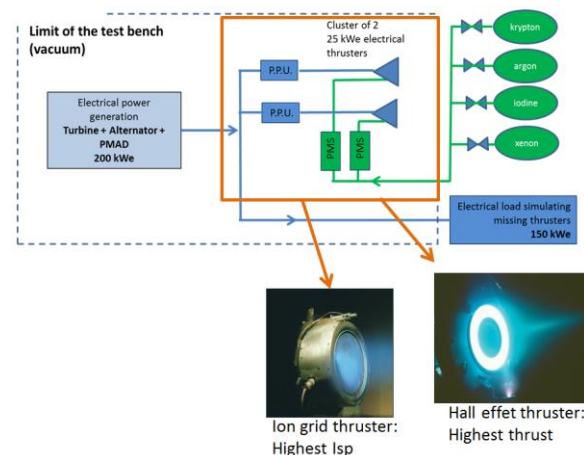 Limit of the test bench
(vacuum)
Cluster of 2
25 kWe electrical
thrusters
krypton
P.P.U.
argon
Electrical power
generation
Turbine + Alternator +
PMAD
200 kWe
P.P.U.
iodine
PMS
PMS
xenon
Electrical load simulating
missing thrusters
150 kWe
Ion grid thruster:
Highest Isp
Hall effet thruster:
Highest thrust